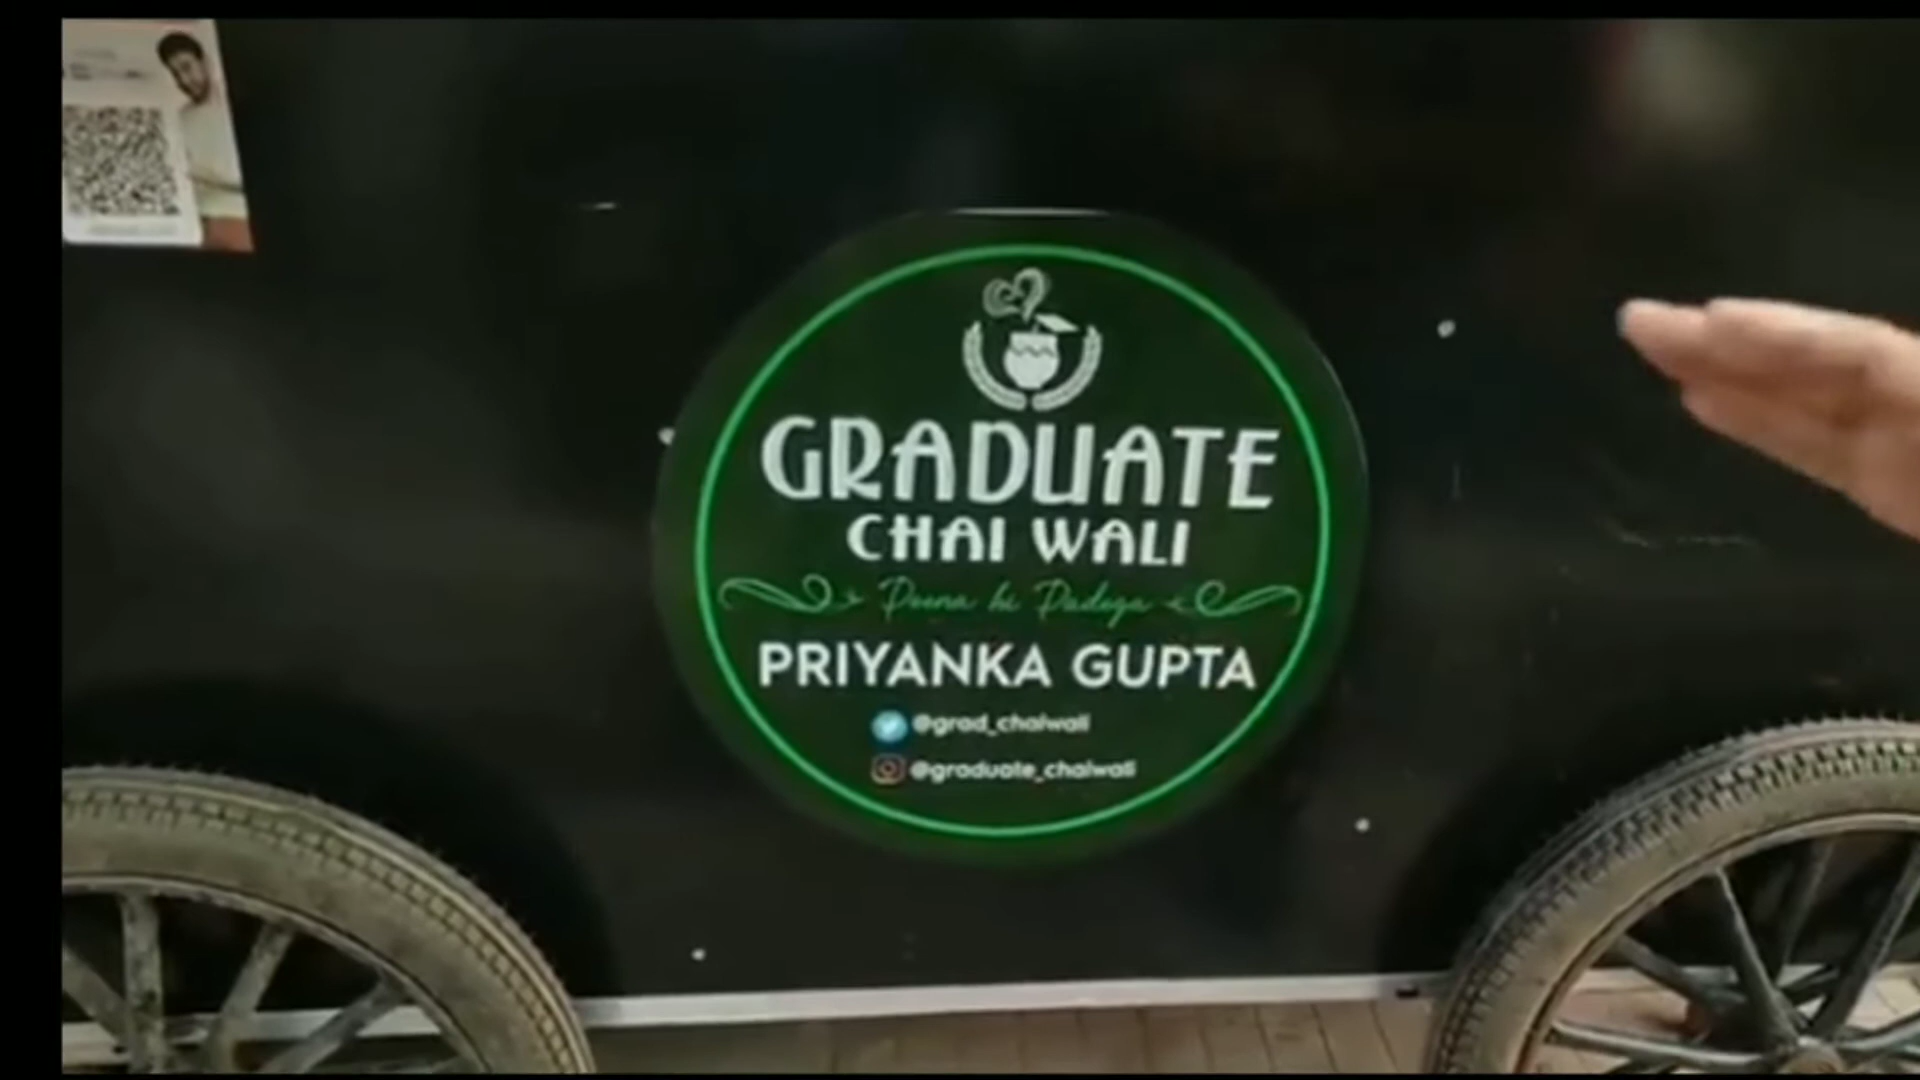 GRADUATE
CHAI WALI
Peena hi Padega
PRIYANKA GUPTA
@grad_chaiwali
@graduate_chaiwali